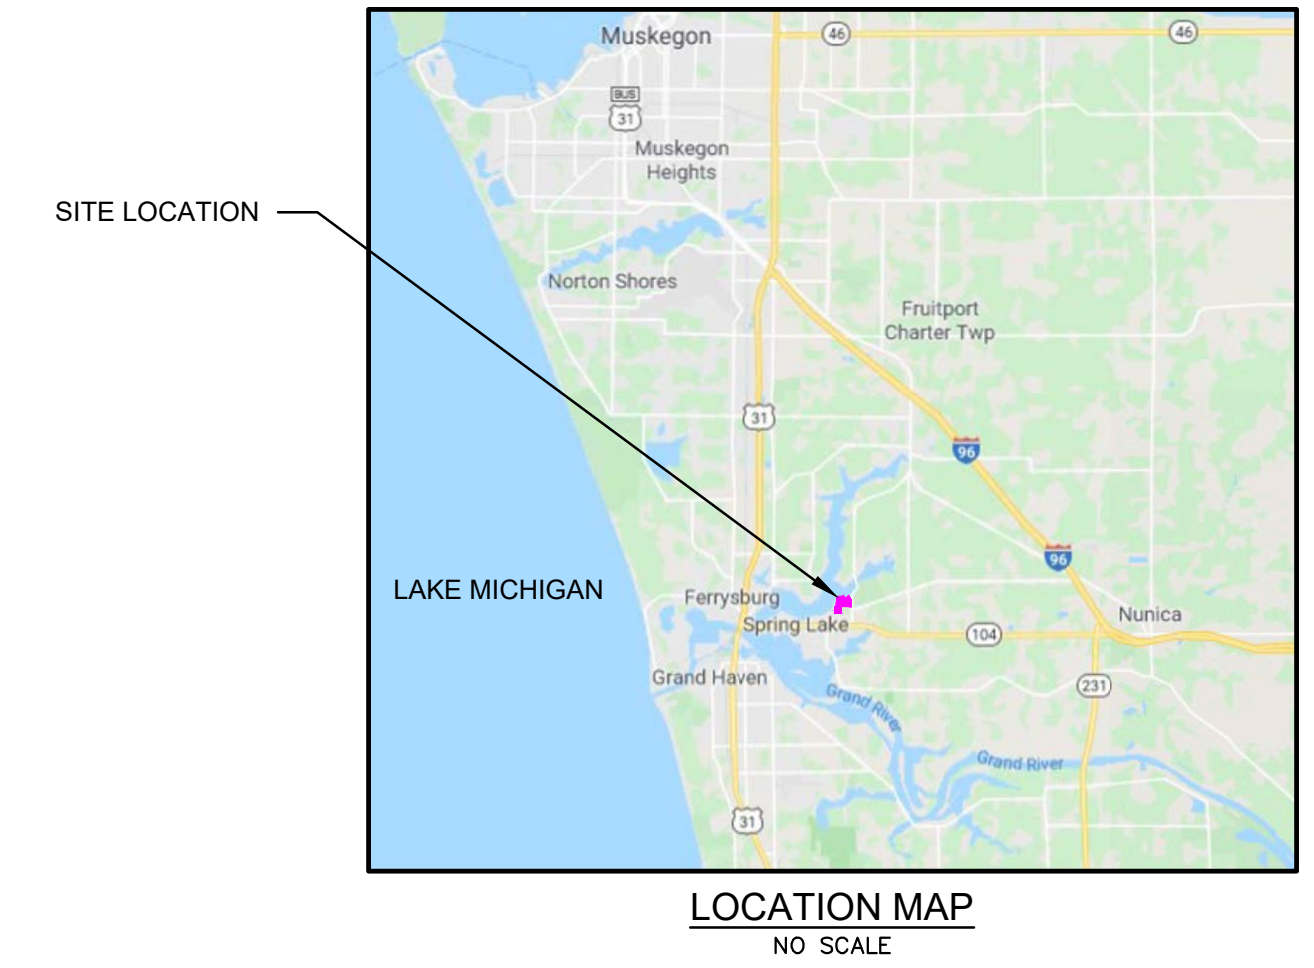 Muskegon
46
46
BUS
31
Muskegon
Heights
SITE LOCATION
Norton Shores
Fruitport
Charter Twp
31
96
96
LAKE MICHIGAN
Ferrysburg
Spring Lake
Nunica
104
Grand Haven
231
Grand River
Grand River
31
LOCATION MAP
NO SCALE